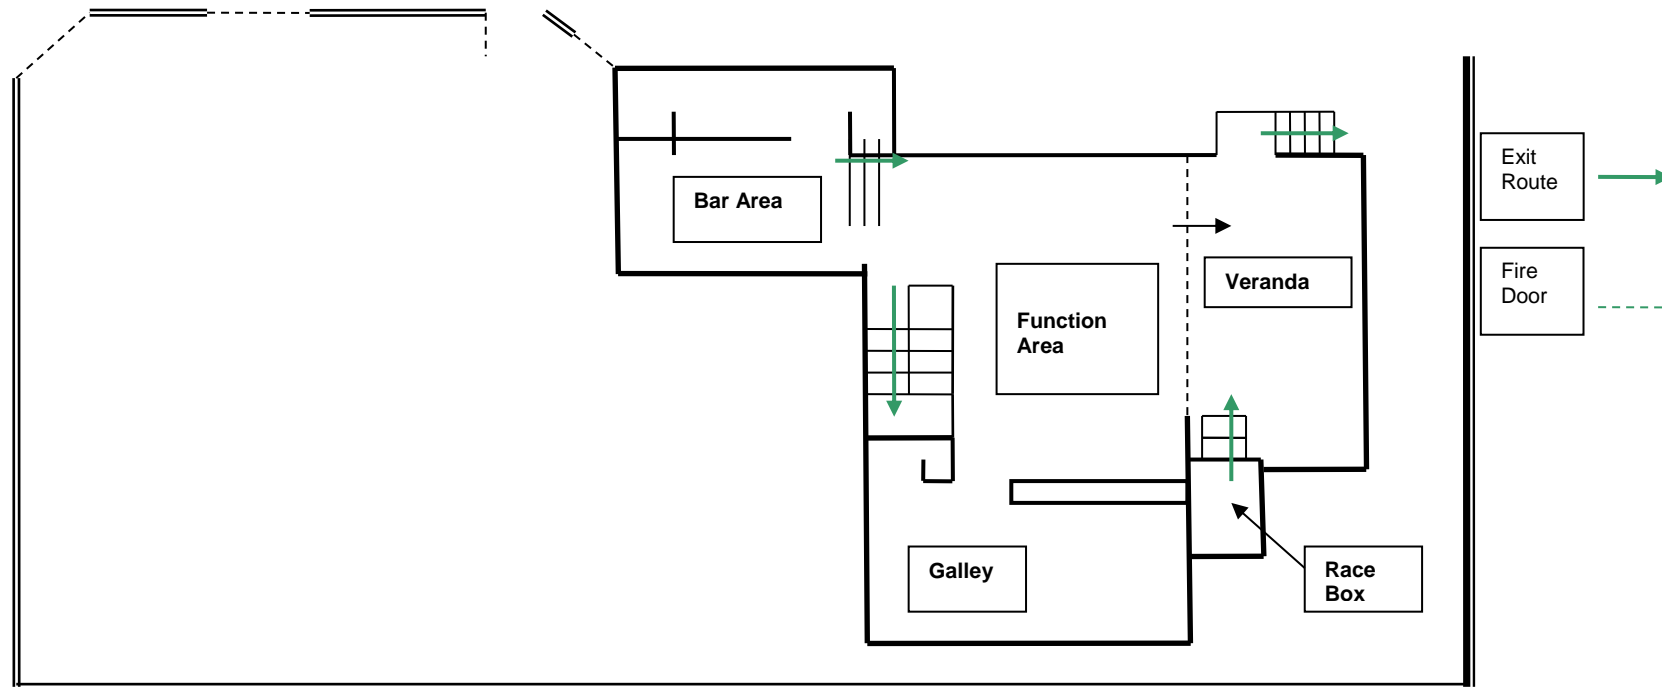 Bar Area
Veranda
Function
Area
Galley
Race
Box
Exit
Route
Fire
Door